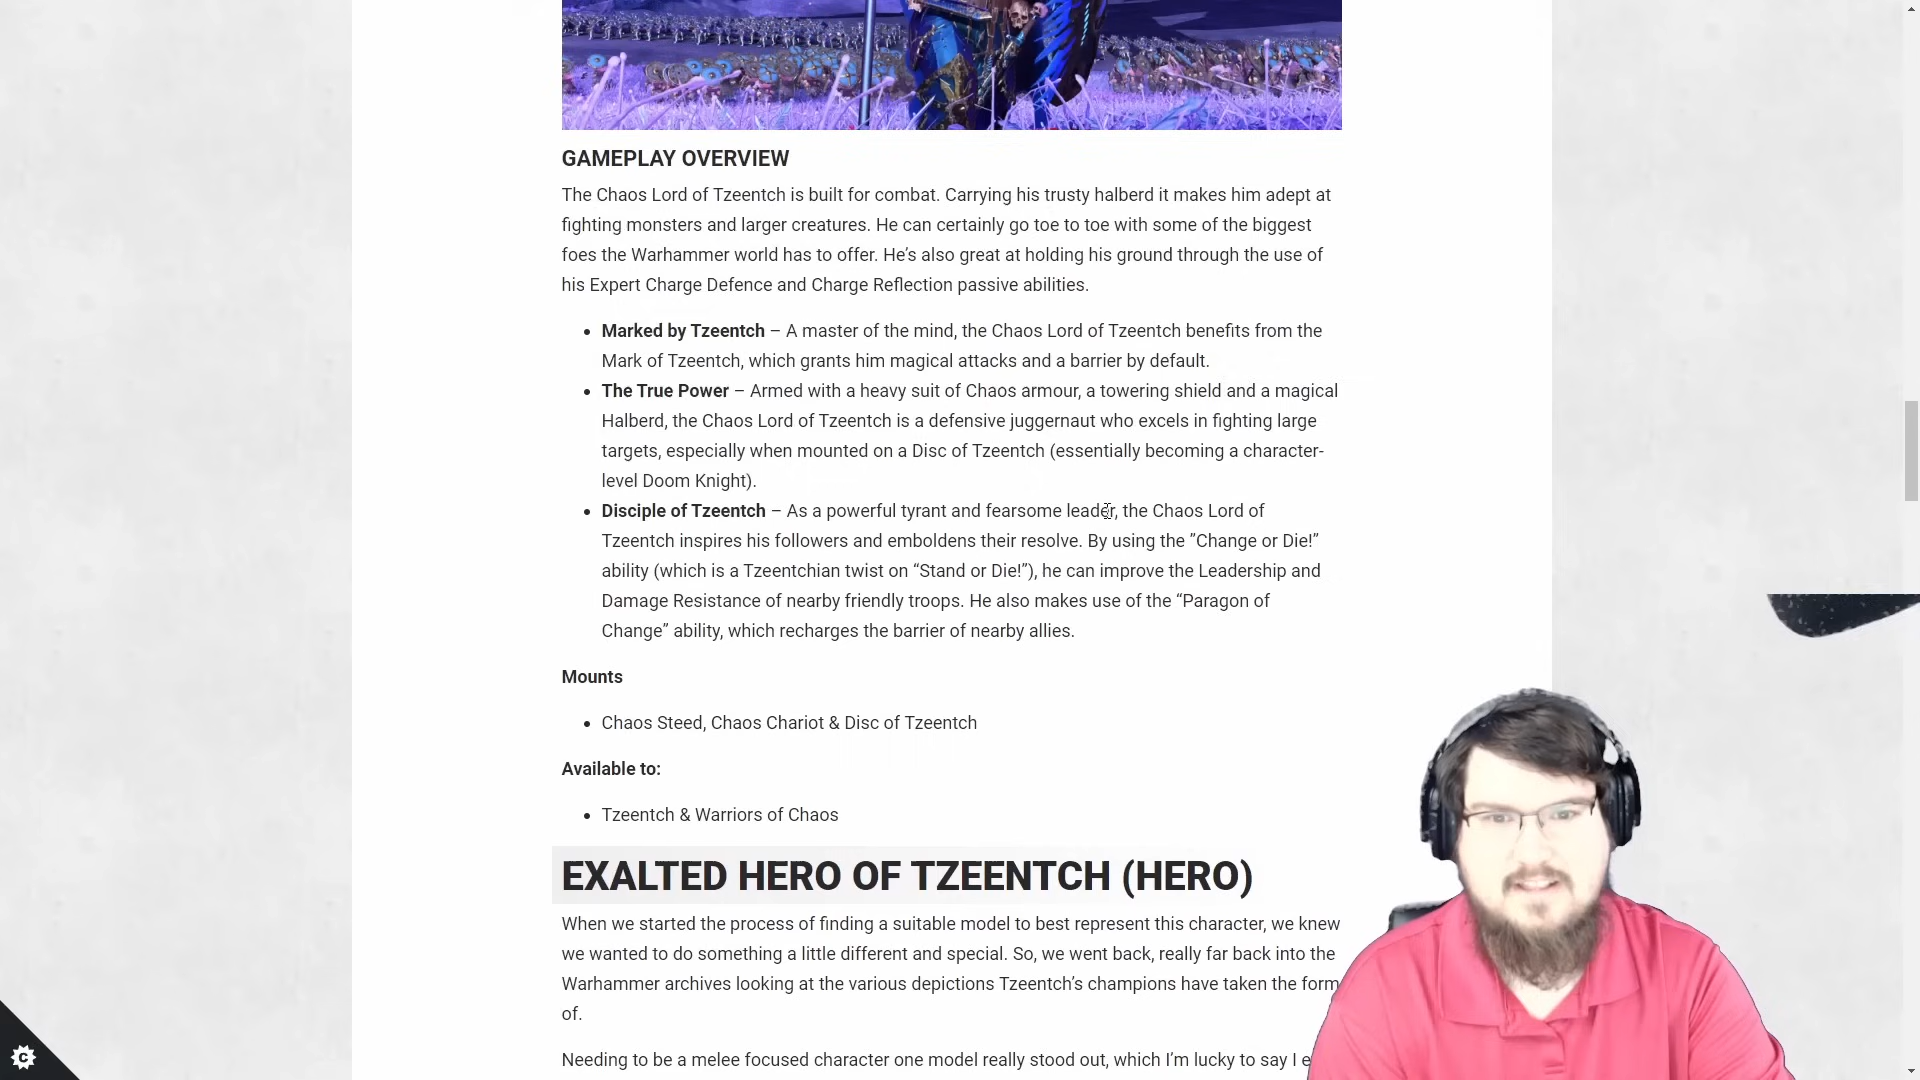 GAMEPLAY OVERVIEW
The Chaos Lord of Tzeentch is built for combat. Carrying his trusty halberd it makes him adept at
fighting monsters and larger creatures. He can certainly go toe to toe with some of the biggest
foes the Warhammer world has to offer. He’s also great at holding his ground through the use of
his Expert Charge Defence and Charge Reflection passive abilities.
• Marked by Tzeentch – A master of the mind, the Chaos Lord of Tzeentch benefits from the
Mark of Tzeentch, which grants him magical attacks and a barrier by default.
• The True Power – Armed with a heavy suit of Chaos armour, a towering shield and a magical
Halberd, the Chaos Lord of Tzeentch is a defensive juggernaut who excels in fighting large
targets, especially when mounted on a Disc of Tzeentch (essentially becoming a character-
level Doom Knight).
• Disciple of Tzeentch – As a powerful tyrant and fearsome leader, the Chaos Lord of
Tzeentch inspires his followers and emboldens their resolve. By using the ”Change or Die!”
ability (which is a Tzeentchian twist on “Stand or Die!”), he can improve the Leadership and
Damage Resistance of nearby friendly troops. He also makes use of the “Paragon of
Change” ability, which recharges the barrier of nearby allies.
Mounts
• Chaos Steed, Chaos Chariot & Disc of Tzeentch
Available to:
• Tzeentch & Warriors of Chaos
EXALTED HERO OF TZEENTCH (HERO)
When we started the process of finding a suitable model to best represent this character, we knew
we wanted to do something a little different and special. So, we went back, really far back into the
Warhammer archives looking at the various depictions Tzeentch’s champions have taken the form
of.
Needing to be a melee focused character one model really stood out, which I’m lucky to say I